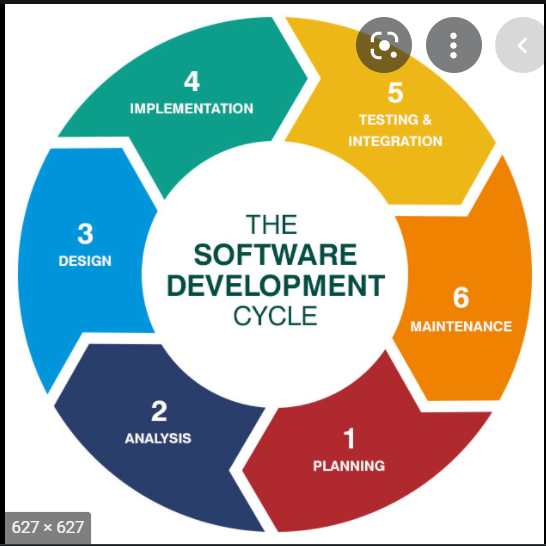 THE
SOFTWARE
DEVELOPMENT
CYCLE
1
PLANNING
2
ANALYSIS
3
DESIGN
4
IMPLEMENTATION
5
TESTING &
INTEGRATION
6
MAINTENANCE
627 × 627